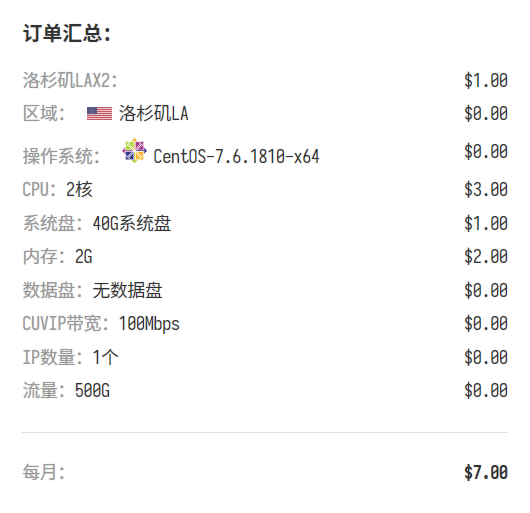 订单汇总：
洛杉矶LAX2： $1.00
区域： 洛杉矶LA $0.00
操作系统： CentOS-7.6.1810-x64 $0.00
CPU：2核 $3.00
系统盘：40G系统盘 $1.00
内存：2G $2.00
数据盘：无数据盘 $0.00
CUVIP带宽：100Mbps $0.00
IP数量：1个 $0.00
流量：500G $0.00
每月： $7.00